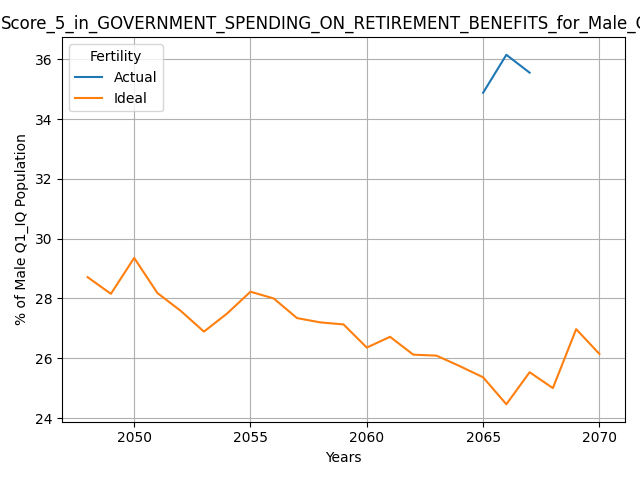 Score_5_in_GOVERNMENT_SPENDING_ON_RETIREMENT_BENEFITS_for_Male_
Fertility
Actual
Ideal
% of Male Q1_IQ Population
36
34
32
30
28
26
24
2050
2055
2060
2065
2070
Years